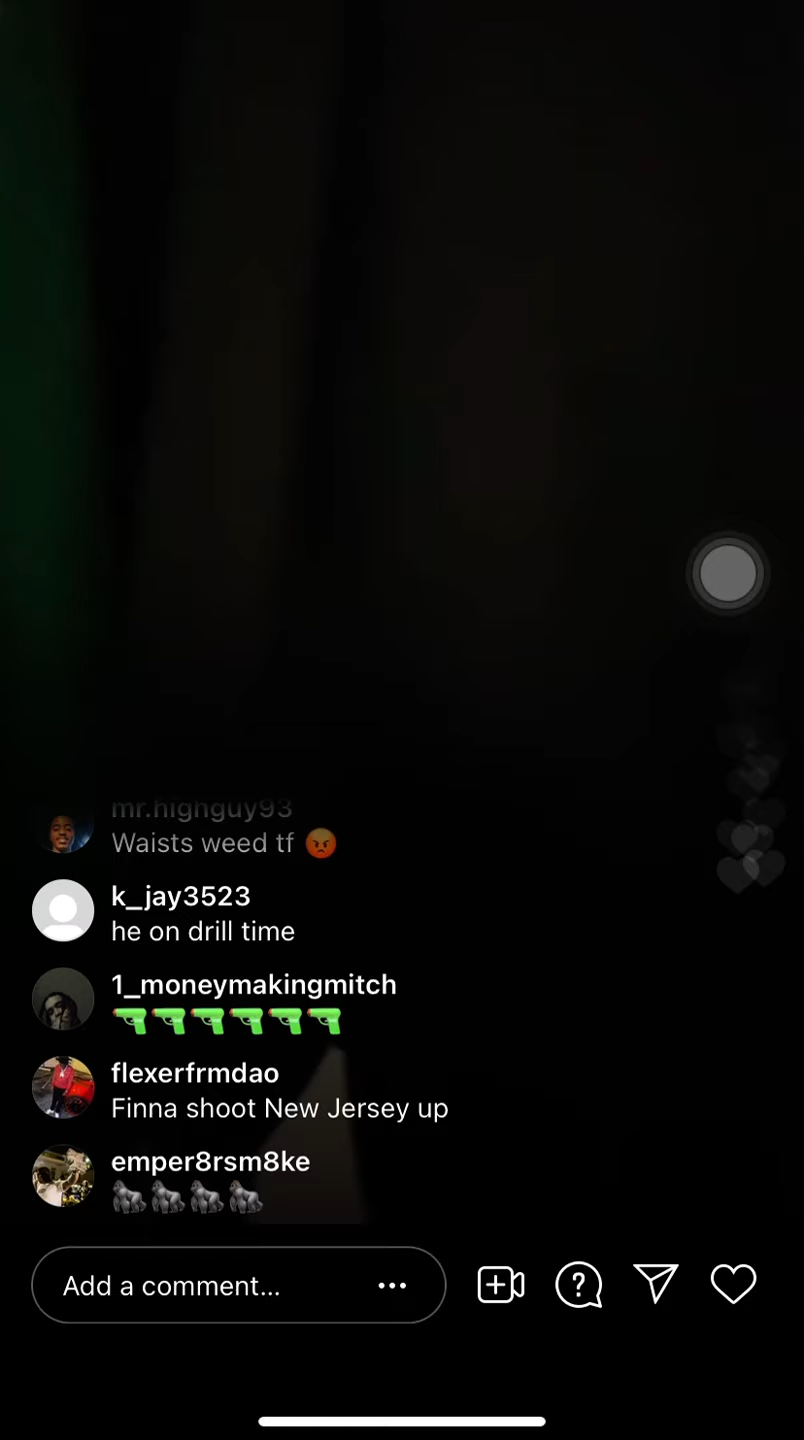 mr.highguy93
Waists weed tf 😡
k_jay3523
he on drill time
1_moneymakingmitch
🔫🔫🔫🔫🔫🔫
flexerfrmdao
Finna shoot New Jersey up
emper8rsm8ke
🦍🦍🦍🦍
Add a comment...